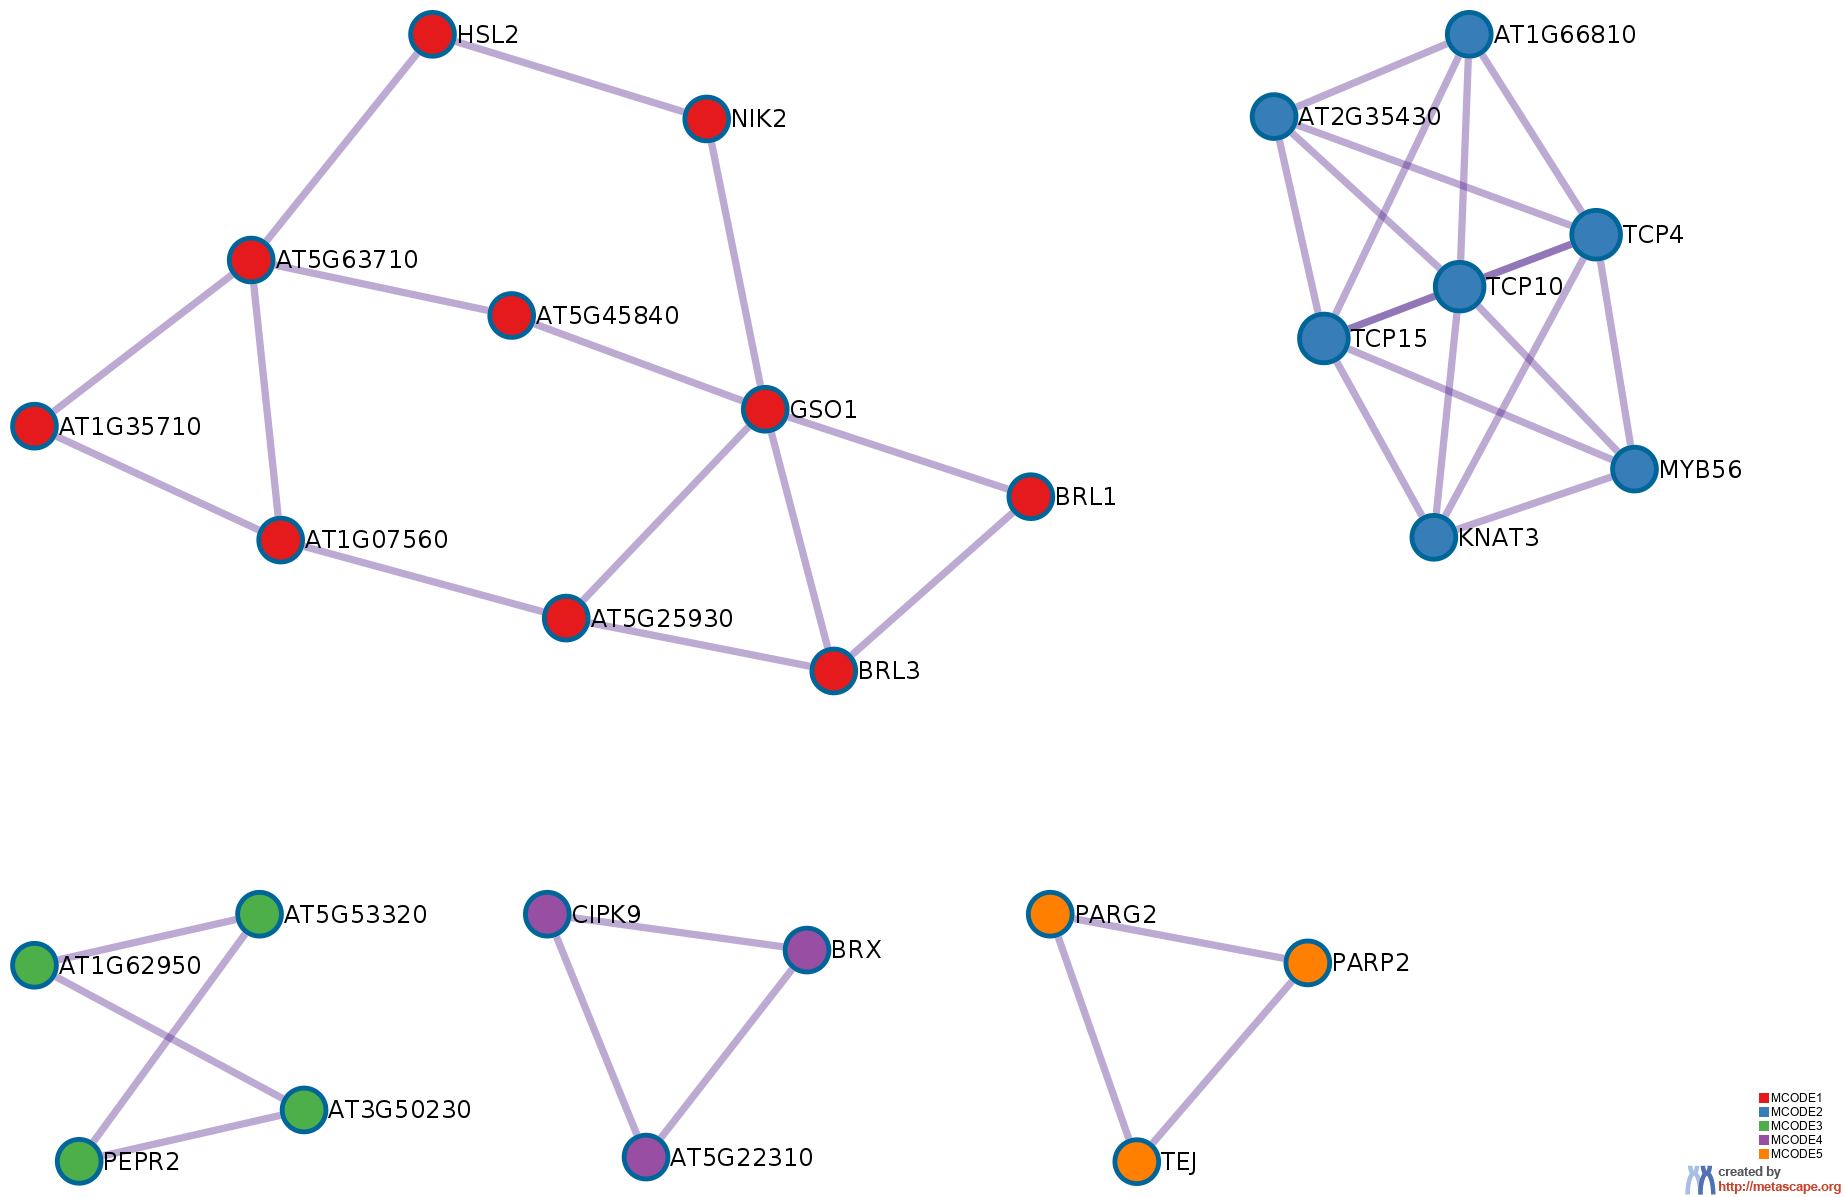 HSL2
NIK2
AT5G63710
AT5G45840
AT1G35710
GSO1
BRL1
AT1G07560
AT5G25930
BRL3
AT1G66810
AT2G35430
TCP4
TCP10
TCP15
MYB56
KNAT3
AT5G53320
AT1G62950
AT3G50230
PEPR2
CIPK9
BRX
AT5G22310
PARG2
PARP2
TEJ
MCODE1
MCODE2
MCODE3
MCODE4
MCODE5
created by
http://metascape.org